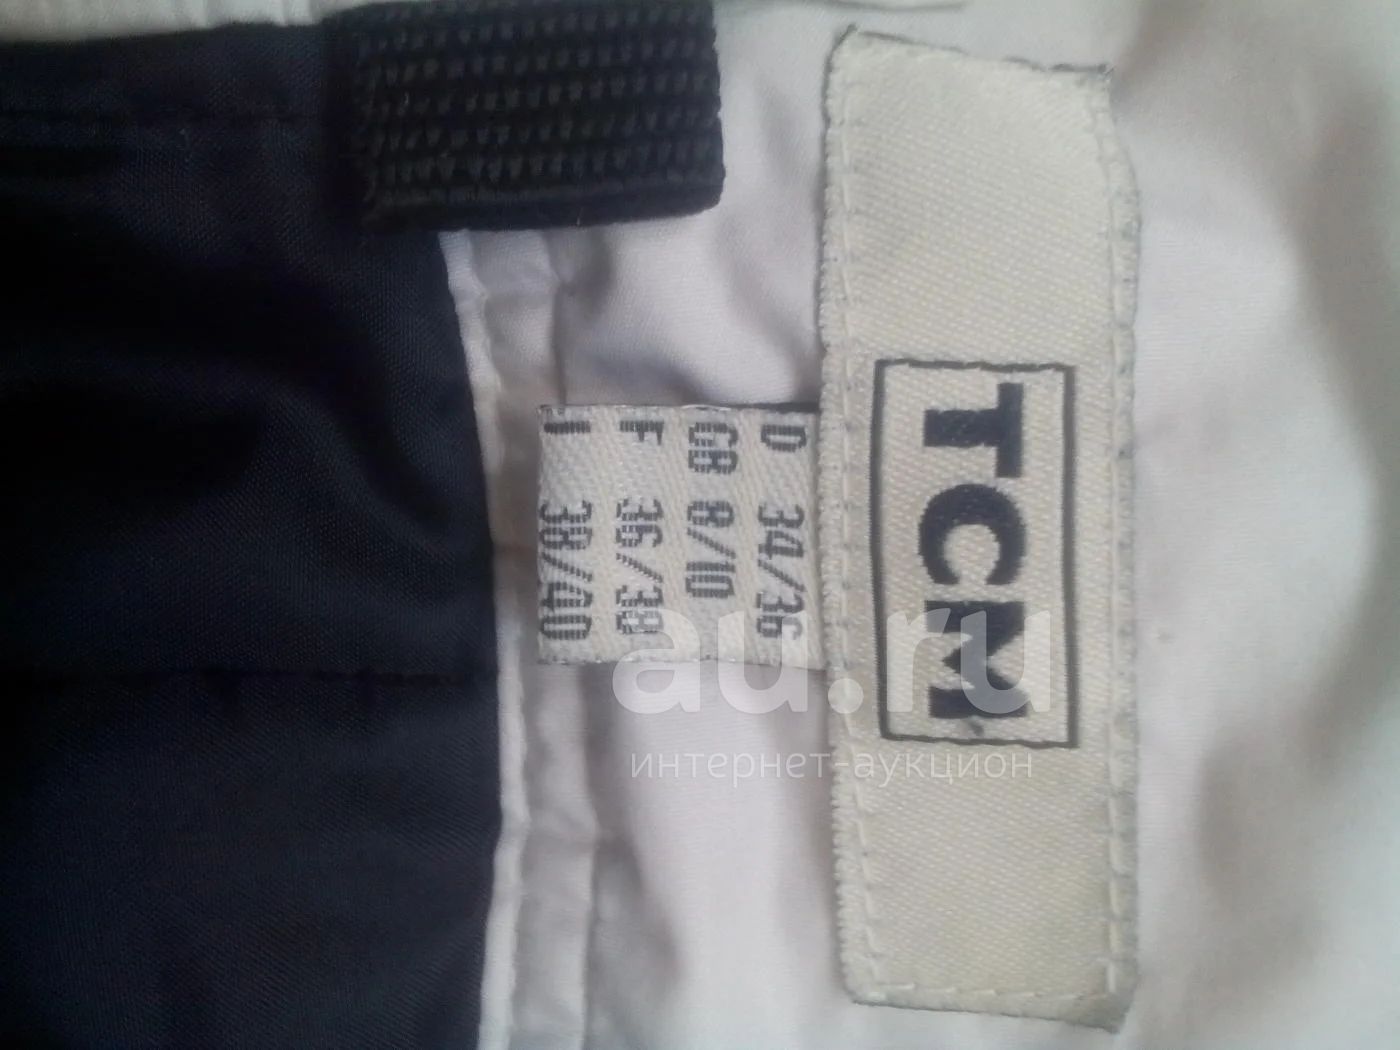 TCM
D 34/36
GB 8/10
F 36/38
I 38/40
au.ru
интернет-аукцион